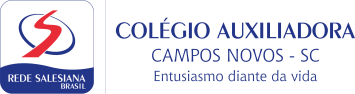 REDE SALESIANA
BRASIL
COLÉGIO AUXILIADORA
CAMPOS NOVOS - SC
Entusiasmo diante da vida